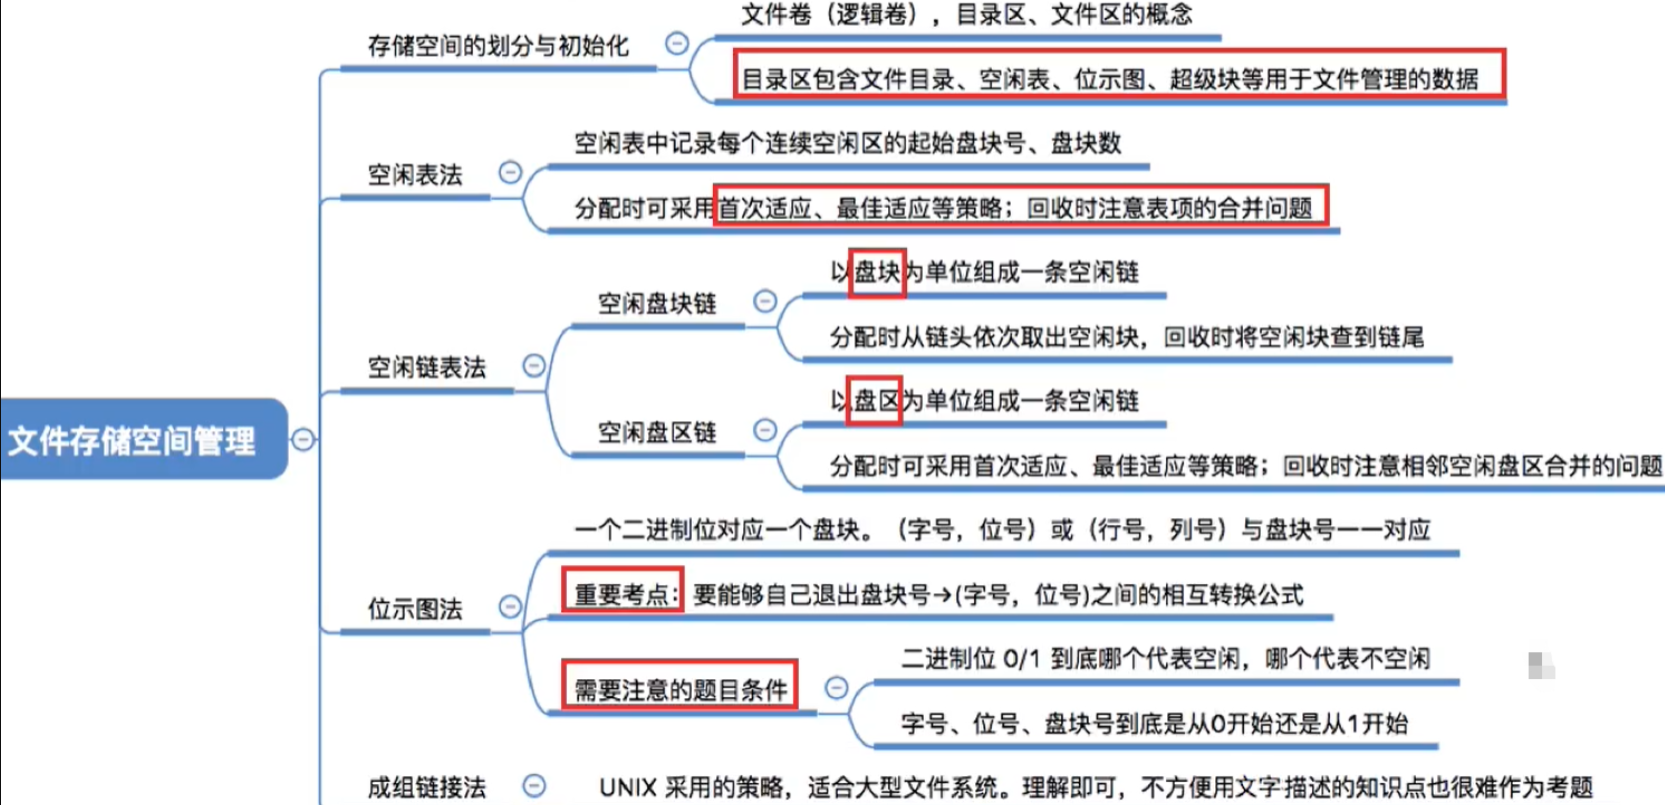 文件卷（逻辑卷），目录区、文件区的概念
存储空间的划分与初始化
目录区包含文件目录、空闲表、位示图、超级块等用于文件管理的数据
空闲表中记录每个连续空闲区的起始盘块号、盘块数
空闲表法
分配时可采用首次适应、最佳适应等策略；回收时注意表项的合并问题
以盘块为单位组成一条空闲链
空闲盘块链
分配时从链头依次取出空闲块，回收时将空闲块查到链尾
空闲链表法
以盘区为单位组成一条空闲链
空闲盘区链
分配时可采用首次适应、最佳适应等策略；回收时注意相邻空闲盘区合并的问题
文件存储空间管理
一个二进制位对应一个盘块。（字号，位号）或（行号，列号）与盘块号一一对应
位示图法
重要考点：要能够自己退出盘块号→(字号，位号)之间的相互转换公式
需要注意的题目条件
二进制位 0/1 到底哪个代表空闲，哪个代表不空闲
字号、位号、盘块号到底是从0开始还是从1开始
成组链接法
UNIX 采用的策略，适合大型文件系统。理解即可，不方便用文字描述的知识点也很难作为考题